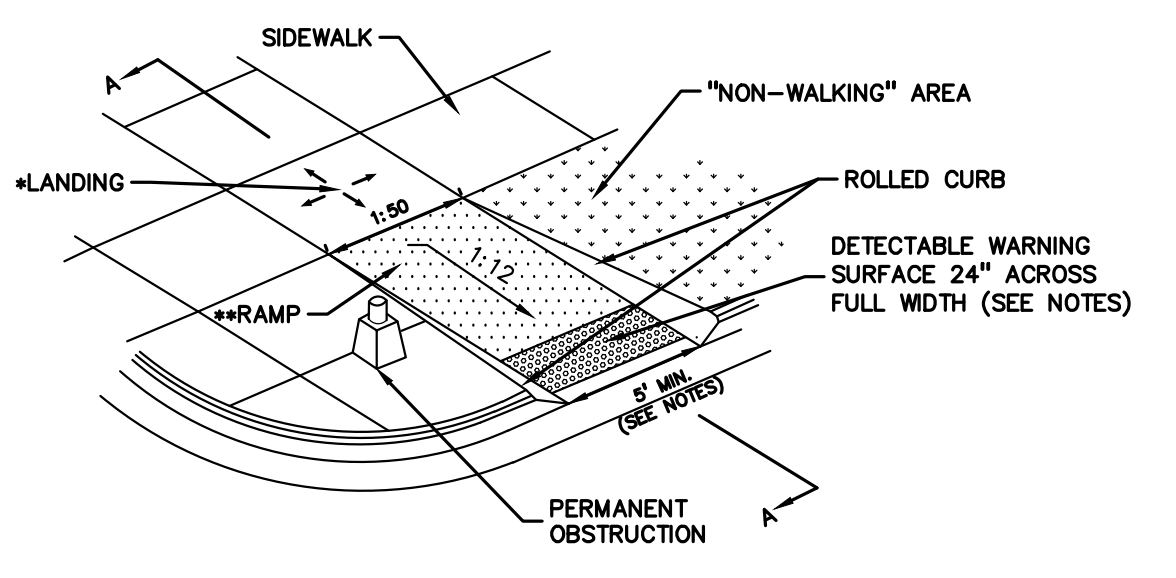 SIDEWALK
A
"NON-WALKING" AREA
*LANDING
ROLLED CURB
1:50
DETECTABLE WARNING
SURFACE 24" ACROSS
FULL WIDTH (SEE NOTES)
1:12
**RAMP
5' MIN.
(SEE NOTES)
PERMANENT
OBSTRUCTION
A